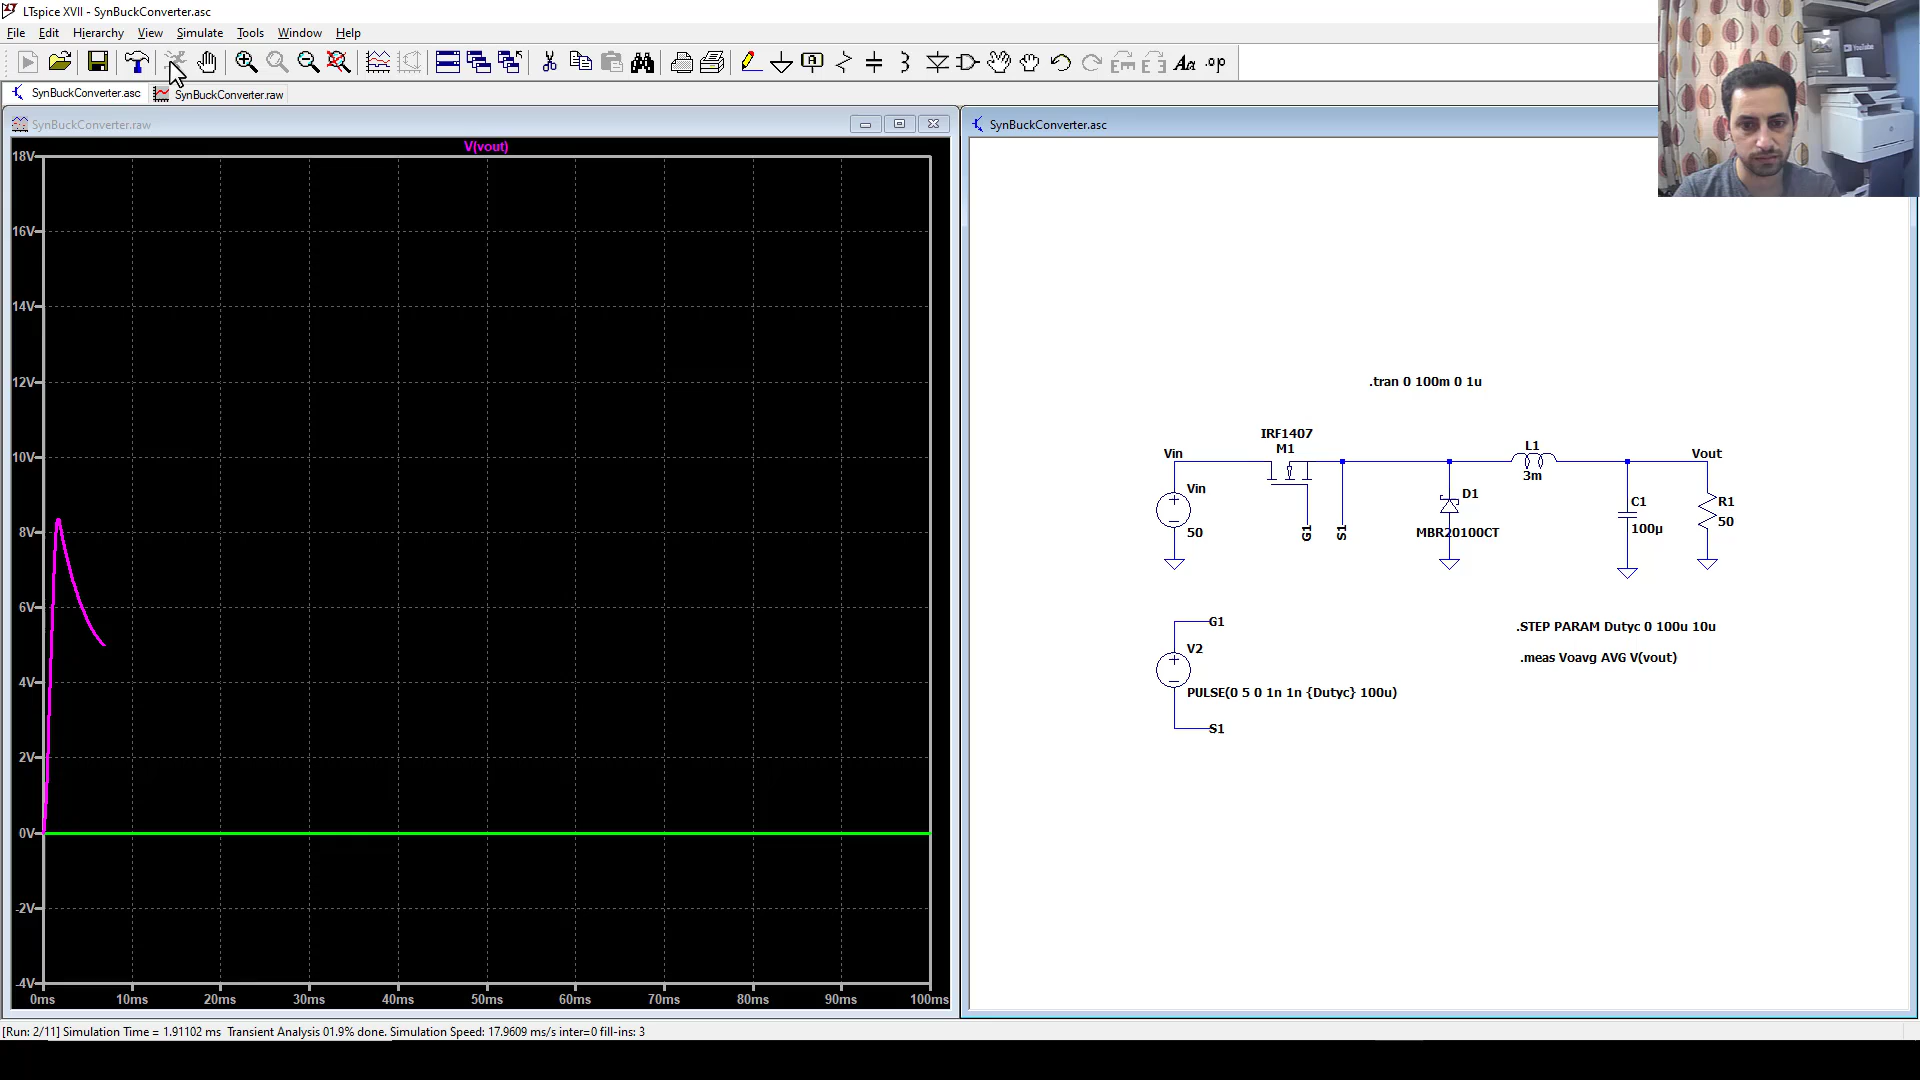 LTspice XVII - SynBuckConverter.asc
File Edit Hierarchy View Simulate Tools Window Help
Aa .op
SynBuckConverter.asc SynBuckConverter.raw
SynBuckConverter.raw
V(vout)
18V
16V
14V
12V
10V
8V
6V
4V
2V
0V
-2V
-4V
0ms 10ms 20ms 30ms 40ms 50ms 60ms 70ms 80ms 90ms 100ms
SynBuckConverter.asc
YouTube
.tran 0 100m 0 1u
IRF1407
M1
Vin
Vin
50
G1
S1
D1
MBR20100CT
L1
3m
Vout
C1
100µ
R1
50
G1
V2
PULSE(0 5 0 1n 1n {Dutyc} 100u)
S1
.STEP PARAM Dutyc 0 100u 10u
.meas Voavg AVG V(vout)
[Run: 2/11] Simulation Time = 1.91102 ms Transient Analysis 01.9% done. Simulation Speed: 17.9609 ms/s inter=0 fill-ins: 3